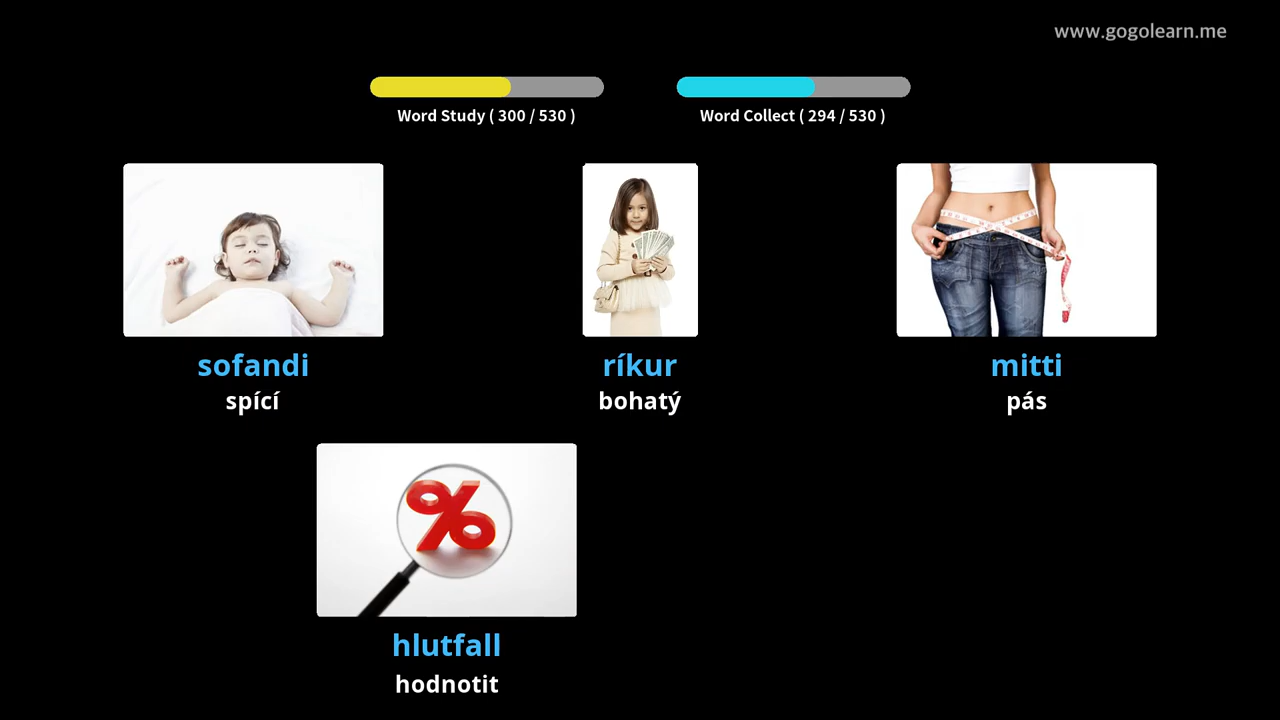 www.gogolearn.me
Word Study ( 300 / 530 )
Word Collect ( 294 / 530 )
sofandi
spící
ríkur
bohatý
mitti
pás
%
hlutfall
hodnotit